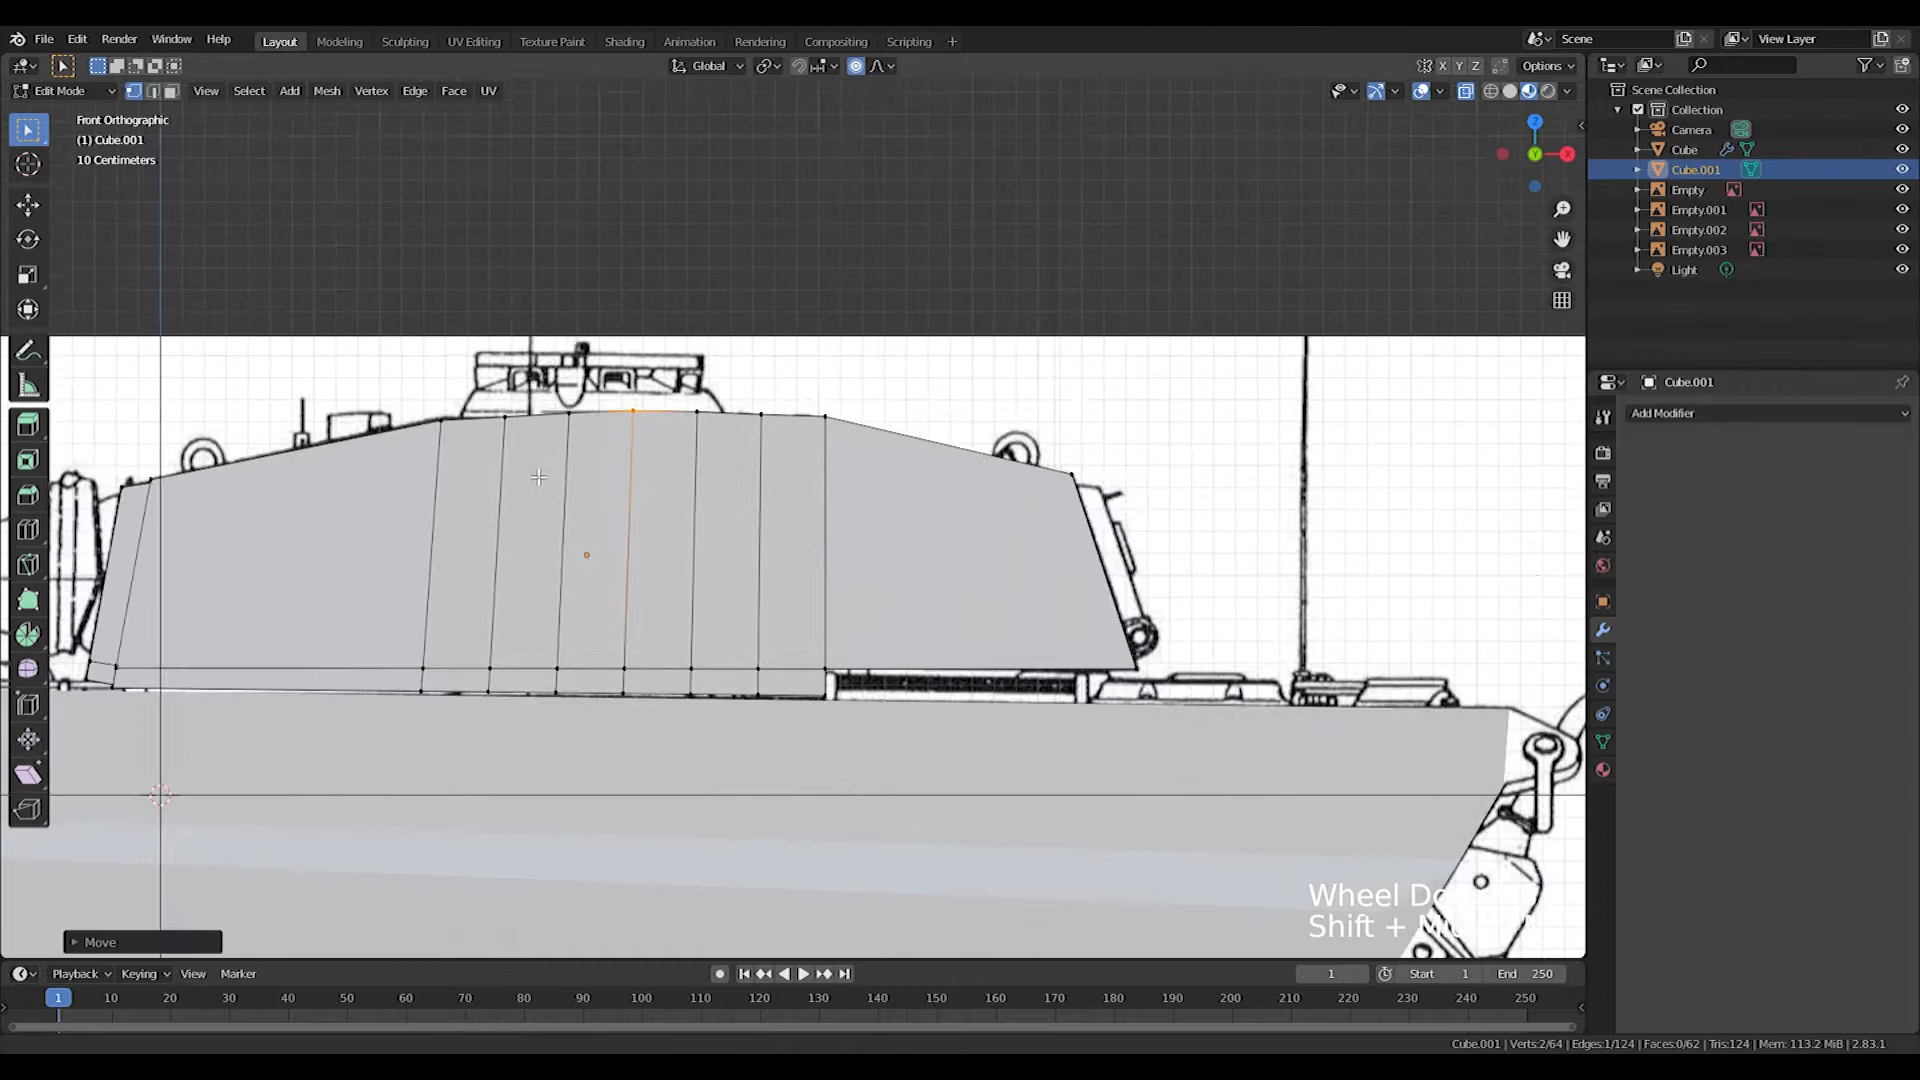 File Edit Render Window Help
Layout Modeling Sculpting UV Editing Texture Paint Shading Animation Rendering Compositing Scripting +
Scene
View Layer
Global
X Y Z
Options
Edit Mode
View Select Add Mesh Vertex Edge Face UV
Front Orthographic
(1) Cube.001
10 Centimeters
Z
Y
X
Scene Collection
Collection
Camera
Cube
Cube.001
Empty
Empty.001
Empty.002
Empty.003
Light
Cube.001
Add Modifier
Wheel
Shift +
Move
Playback Keying View Marker
1
Start 1
End 250
1 10 20 30 40 50 60 70 80 90 100 110 120 130 140 150 160 170 180 190 200 210 220 230 240 250
Cube.001 | Verts:2/64 | Edges:1/124 | Faces:0/62 | Tris:124 | Mem: 113.2 MiB | 2.83.1